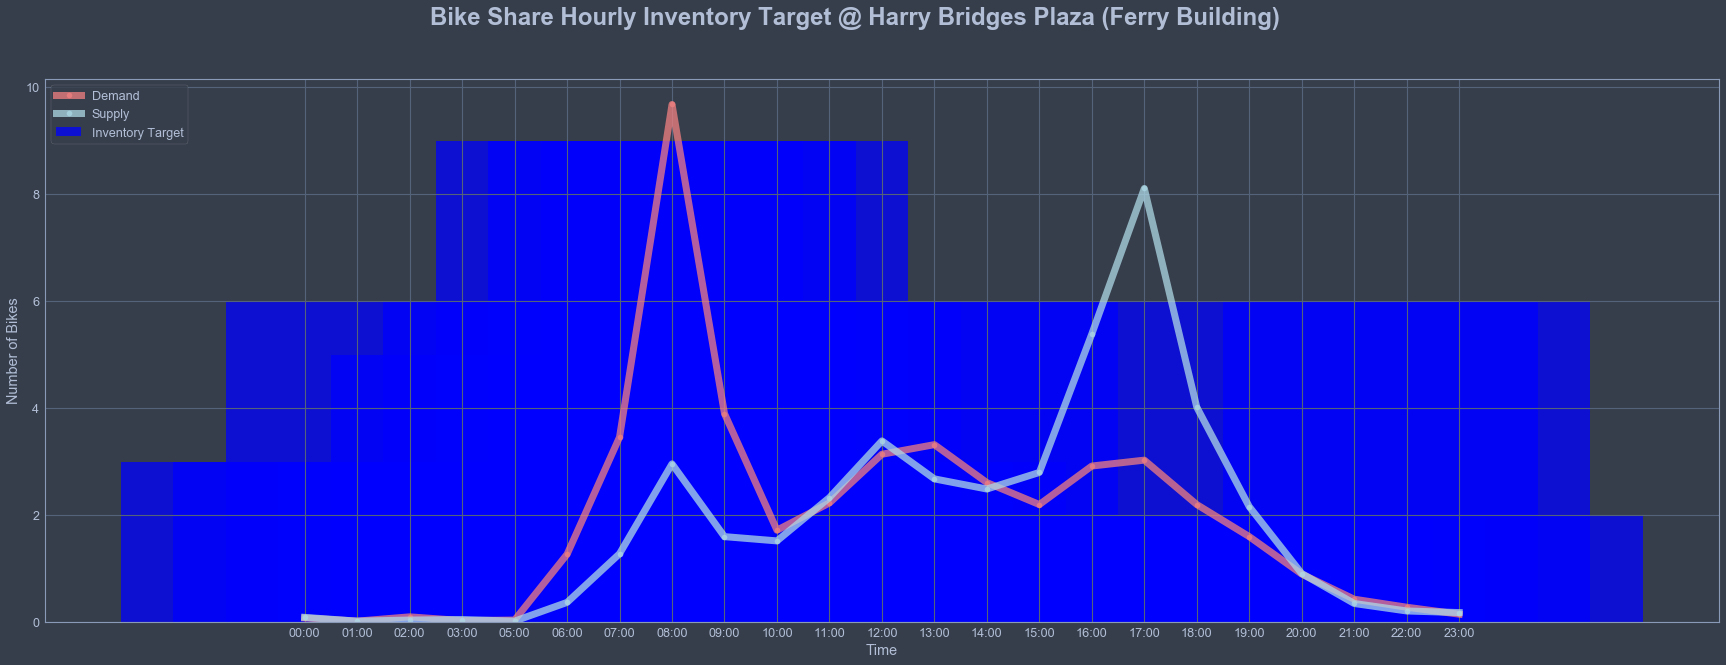 Bike Share Hourly Inventory Target @ Harry Bridges Plaza (Ferry Building)
10
8
6
4
2
0
Number of Bikes
Demand
Supply
Inventory Target
00:00 01:00 02:00 03:00 05:00 06:00 07:00 08:00 09:00 10:00 11:00 12:00 13:00 14:00 15:00 16:00 17:00 18:00 19:00 20:00 21:00 22:00 23:00
Time